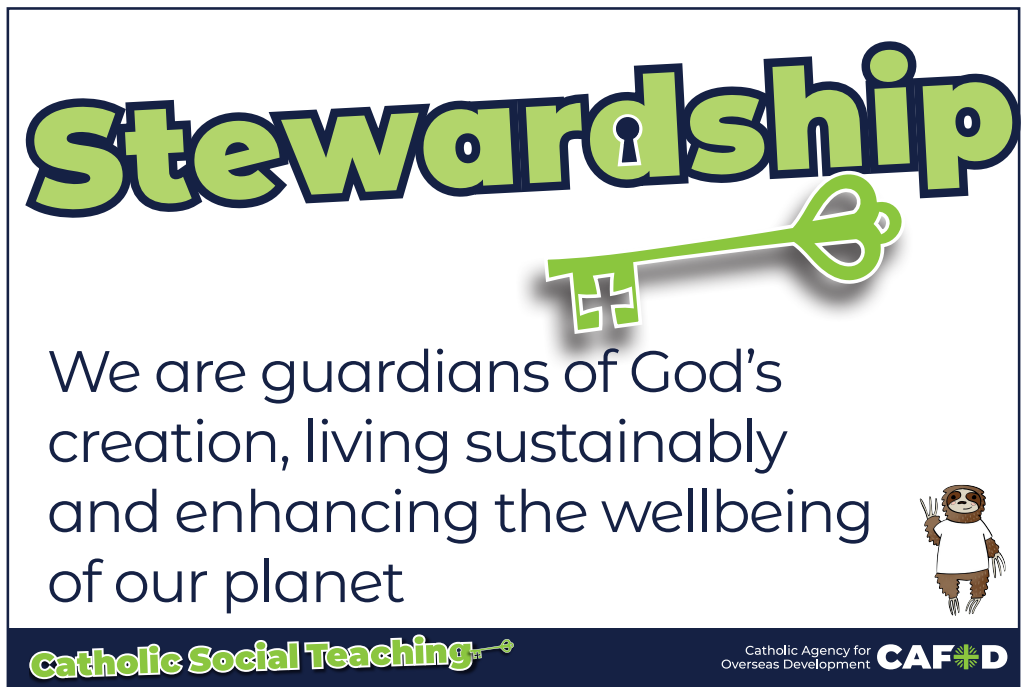 Stewardship
We are guardians of God’s
creation, living sustainably
and enhancing the wellbeing
of our planet
Catholic Social Teaching
Catholic Agency for
Overseas Development
CAFOD